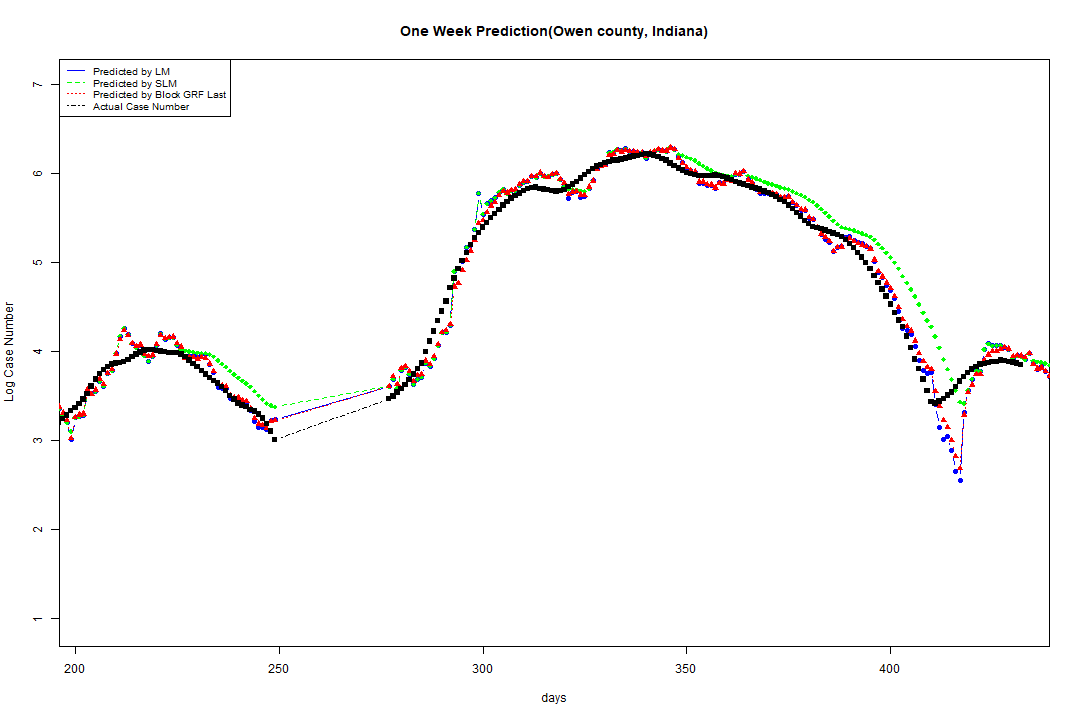 One Week Prediction(Owen county, Indiana)
Predicted by LM
Predicted by SLM
Predicted by Block GRF Last
Actual Case Number
7
6
5
4
3
2
1
Log Case Number
200 250 300 350 400
days